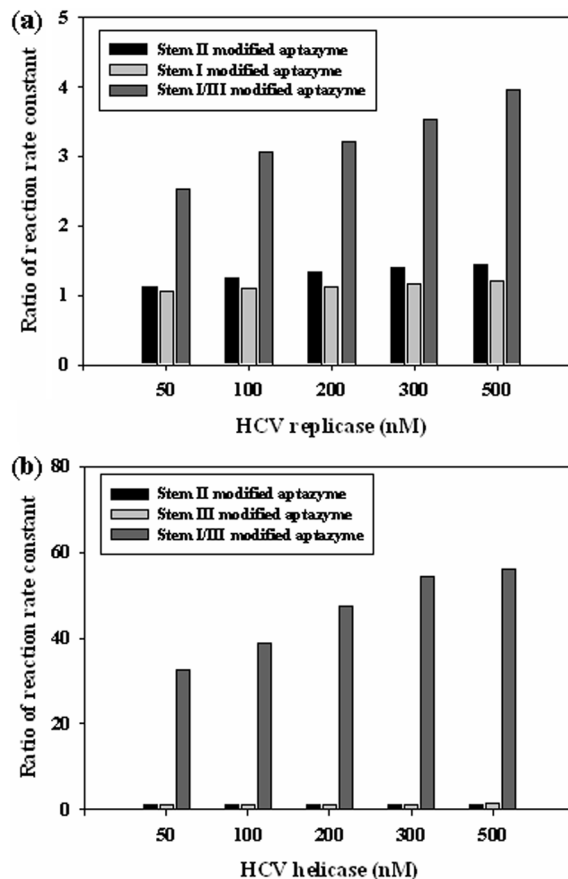 (a)
5
4
3
2
1
0
Ratio of reaction rate constant
Stem II modified aptazyme
Stem I modified aptazyme
Stem I/III modified aptazyme
50 100 200 300 500
HCV replicase (nM)
(b)
80
60
40
20
0
Ratio of reaction rate constant
Stem II modified aptazyme
Stem III modified aptazyme
Stem I/III modified aptazyme
50 100 200 300 500
HCV helicase (nM)